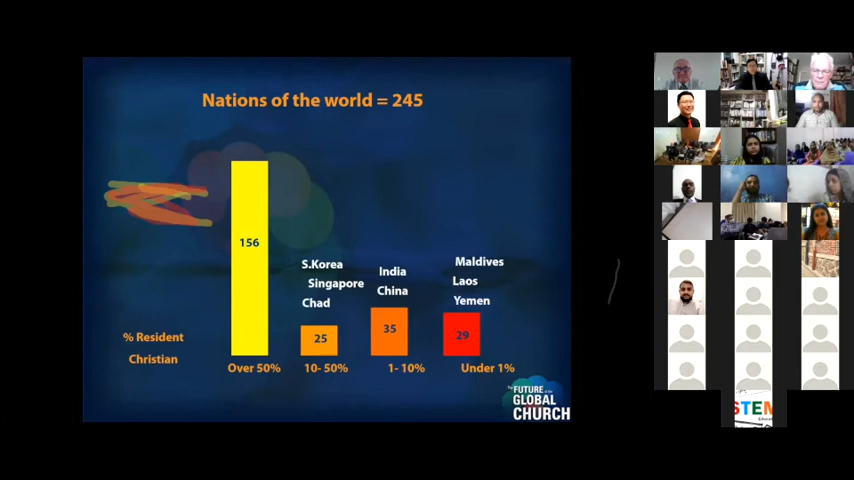 Nations of the world = 245
156
S.Korea
Singapore
Chad
India
China
Maldives
Laos
Yemen
25
35
29
% Resident
Christian
Over 50%
10- 50%
1- 10%
Under 1%
The FUTURE of the
GLOBAL
CHURCH
STEM